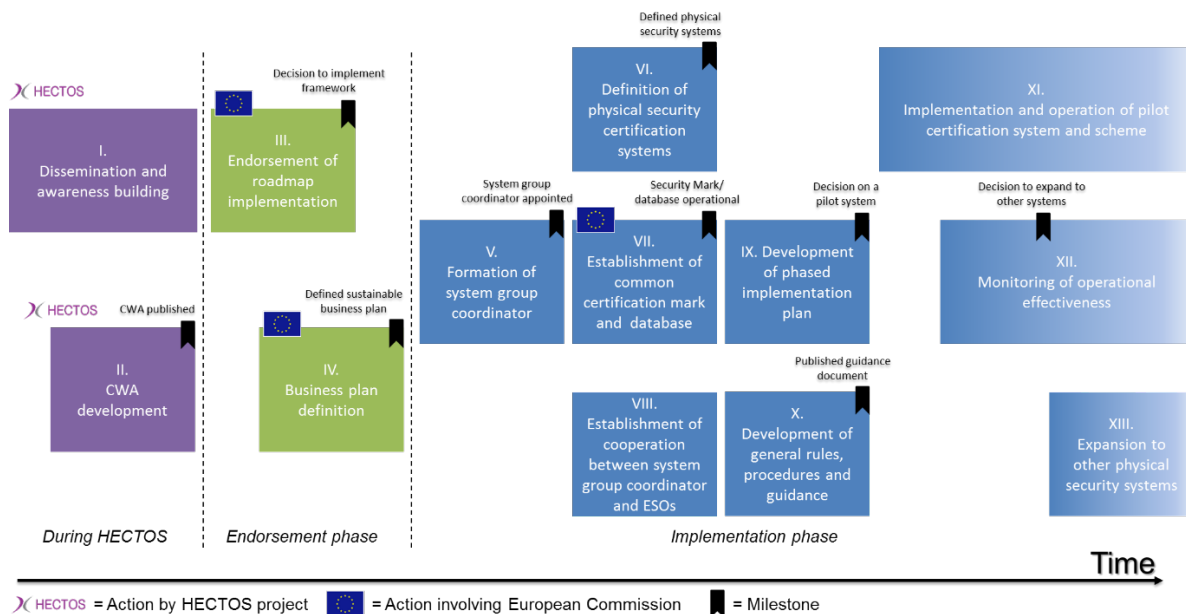 HECTOS
I.
Dissemination and
awareness building
HECTOS
CWA published
II.
CWA
development
Decision to implement
framework
III.
Endorsement of
roadmap
implementation
Defined sustainable
business plan
IV.
Business plan
definition
System group
coordinator appointed
V.
Formation of
system group
coordinator
Defined physical
security systems
VI.
Definition of
physical security
certification
systems
Security Mark/
database operational
VII.
Establishment of
common
certification mark
and database
VIII.
Establishment of
cooperation
between system
group coordinator
and ESOs
Decision on a
pilot system
IX. Development
of phased
implementation
plan
Published guidance
document
X.
Development of
general rules,
procedures and
guidance
XI.
Implementation and operation of pilot
certification system and scheme
Decision to expand to
other systems
XII.
Monitoring of operational
effectiveness
XIII.
Expansion to
other physical
security systems
During HECTOS
Endorsement phase
Implementation phase
Time
HECTOS = Action by HECTOS project
= Action involving European Commission
= Milestone